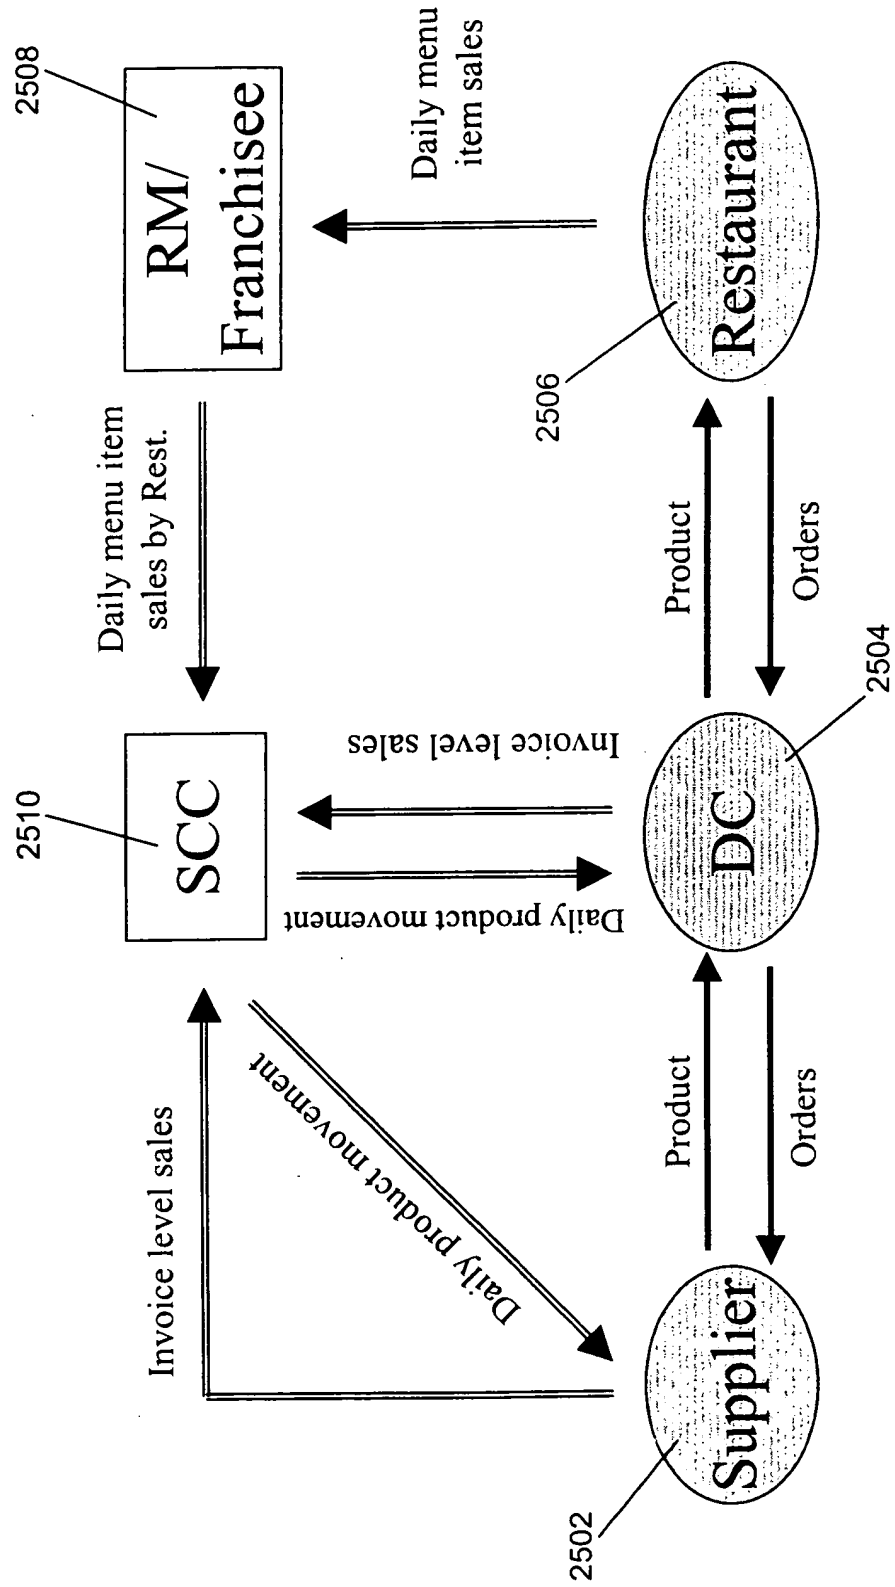 2510
2508
SCC
RM/
Franchisee
Invoice level sales
Daily menu item
sales by Rest.
Daily menu
item sales
Daily product movement
Daily product movement
Invoice level sales
Product
Product
Orders
Orders
2502
Supplier
DC
2504
2506
Restaurant